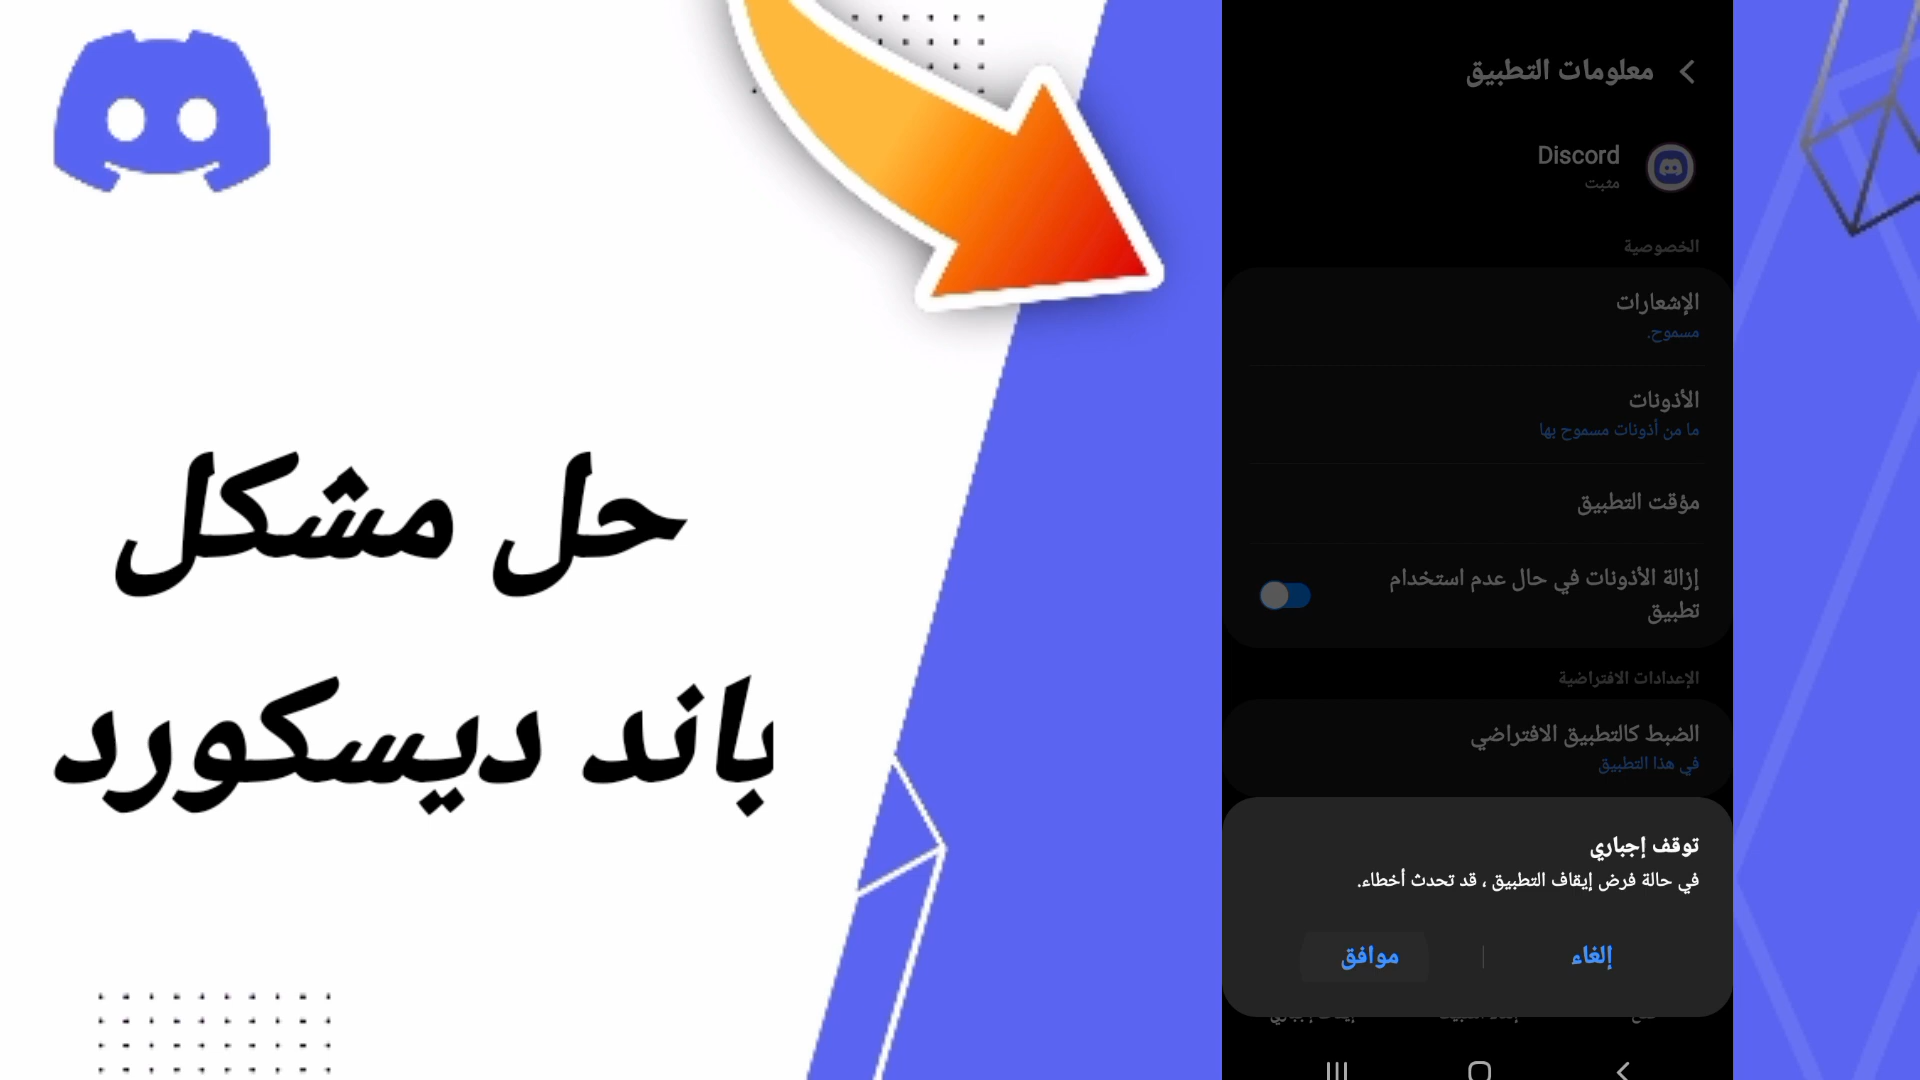 حل مشكل
باند ديسكورد
معلومات التطبيق
Discord
مثبت
الخصوصية
الإشعارات
مسموح.
الأذونات
ما من أذونات مسموح بها
مؤقت التطبيق
إزالة الأذونات في حال عدم استخدام
تطبيق
الإعدادات الافتراضية
الضبط كالتطبيق الافتراضي
في هذا التطبيق
توقف إجباري
في حالة فرض إيقاف التطبيق ، قد تحدث أخطاء.
إلغاء
موافق